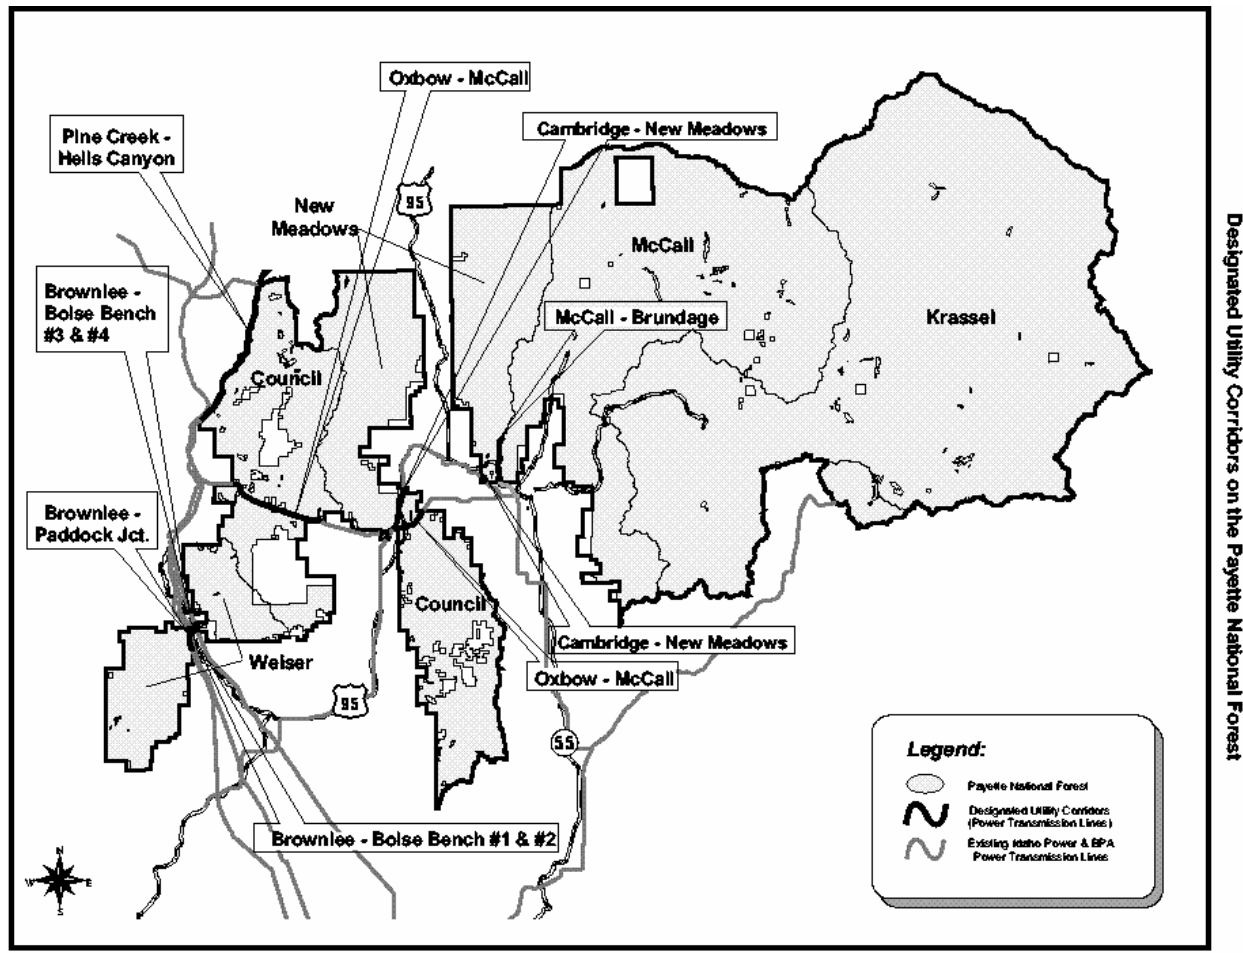 Oxbow - McCall
Cambridge - New Meadows
Pine Creek -
Hells Canyon
95
New
Meadows
McCall
Brownlee -
Boise Bench
#3 & #4
McCall - Brundage
Krassel
Council
Brownlee -
Paddock Jct.
Council
Cambridge - New Meadows
Weiser
Oxbow - McCall
95
55
Brownlee - Boise Bench #1 & #2
N
W E
S
Legend:
Payette National Forest
Designated Utility Corridors
(Power Transmission Lines)
Existing Idaho Power & BPA
Power Transmission Lines
Designated Utility Corridors on the Payette National Forest